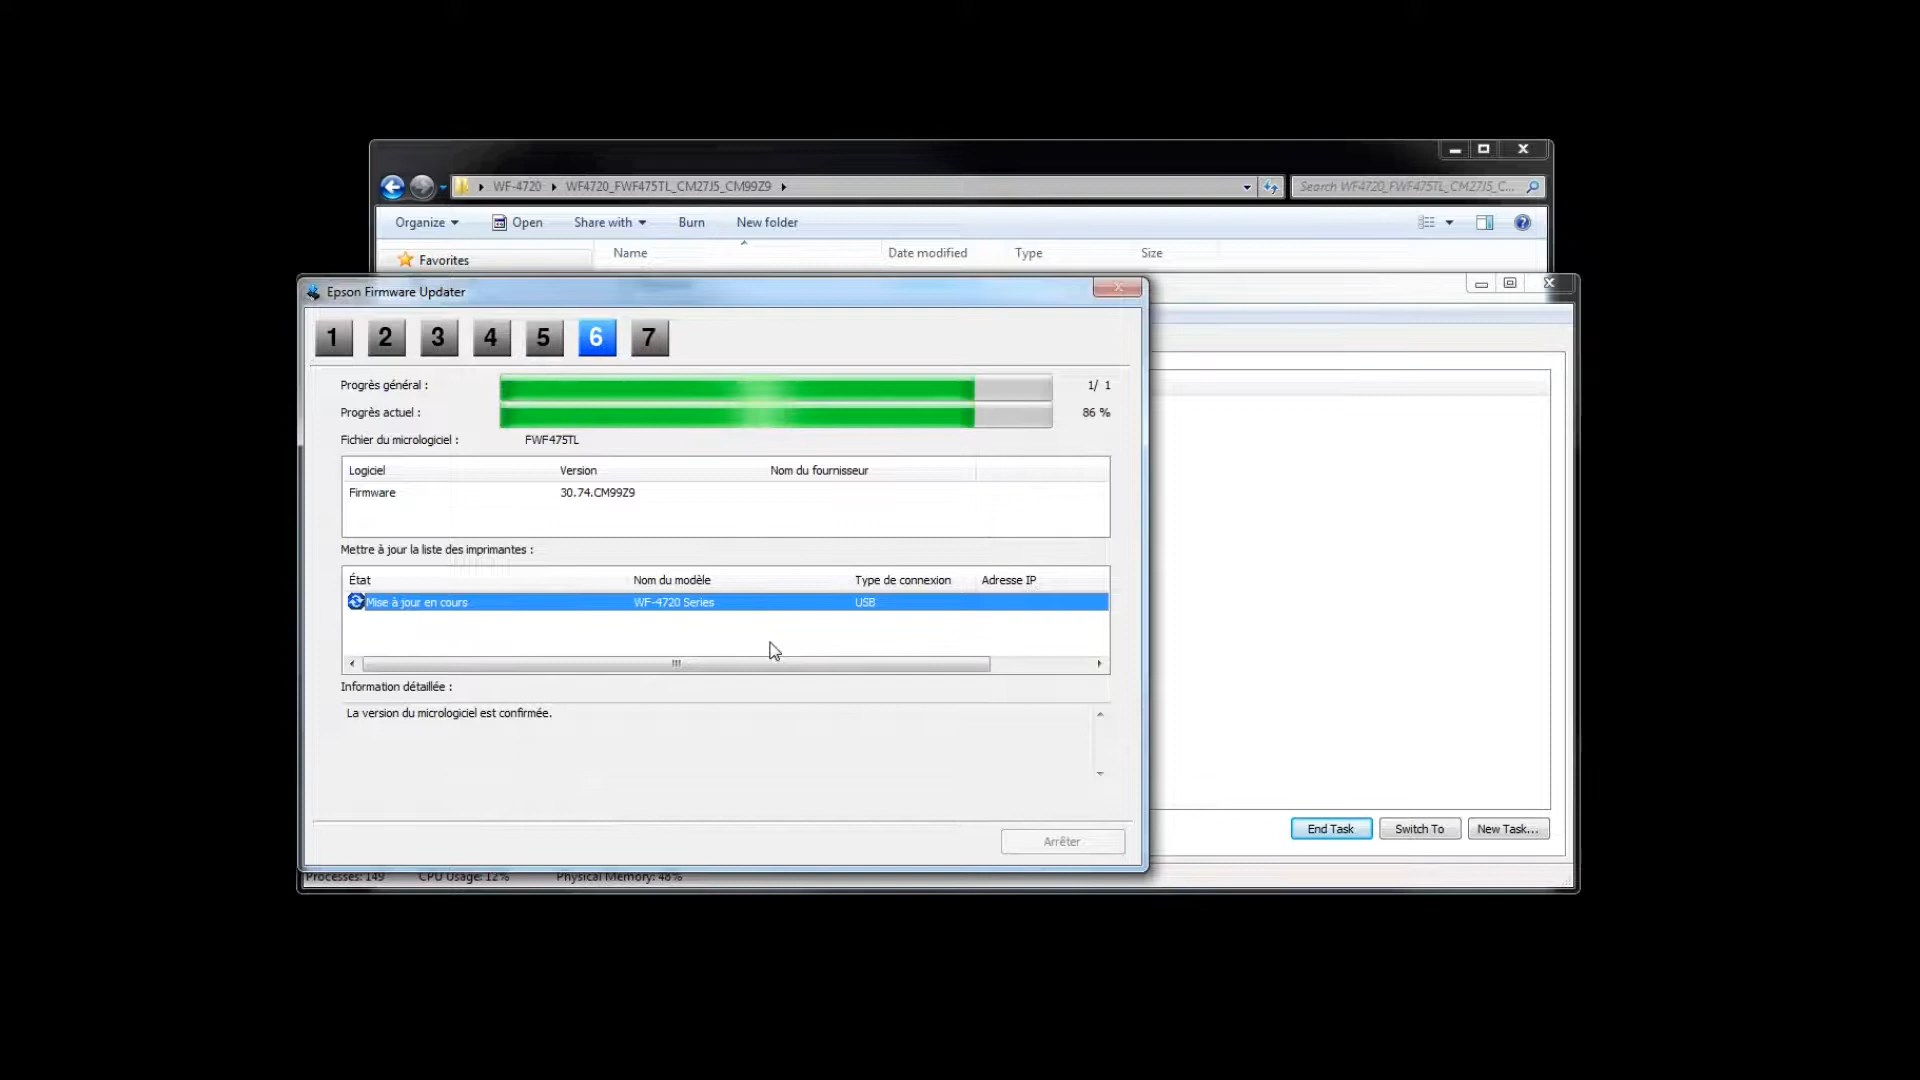 WF-4720 WF4720_FWF475TL_CM27J5_CM99Z9 Search WF4720_FWF475TL_CM27J5_C...
Organize Open Share with Burn New folder
Name Date modified Type Size
Favorites
Epson Firmware Updater
1 2 3 4 5 6 7
Progrès général : 1/ 1
Progrès actuel : 86 %
Fichier du micrologiciel : FWF475TL
Logiciel Version Nom du fournisseur
Firmware 30.74.CM99Z9
Mettre à jour la liste des imprimantes :
État Nom du modèle Type de connexion Adresse IP
Mise à jour en cours WF-4720 Series USB
Information détaillée :
La version du micrologiciel est confirmée.
End Task Switch To New Task...
Arrêter
Processes: 149 CPU Usage: 12% Physical Memory: 48%